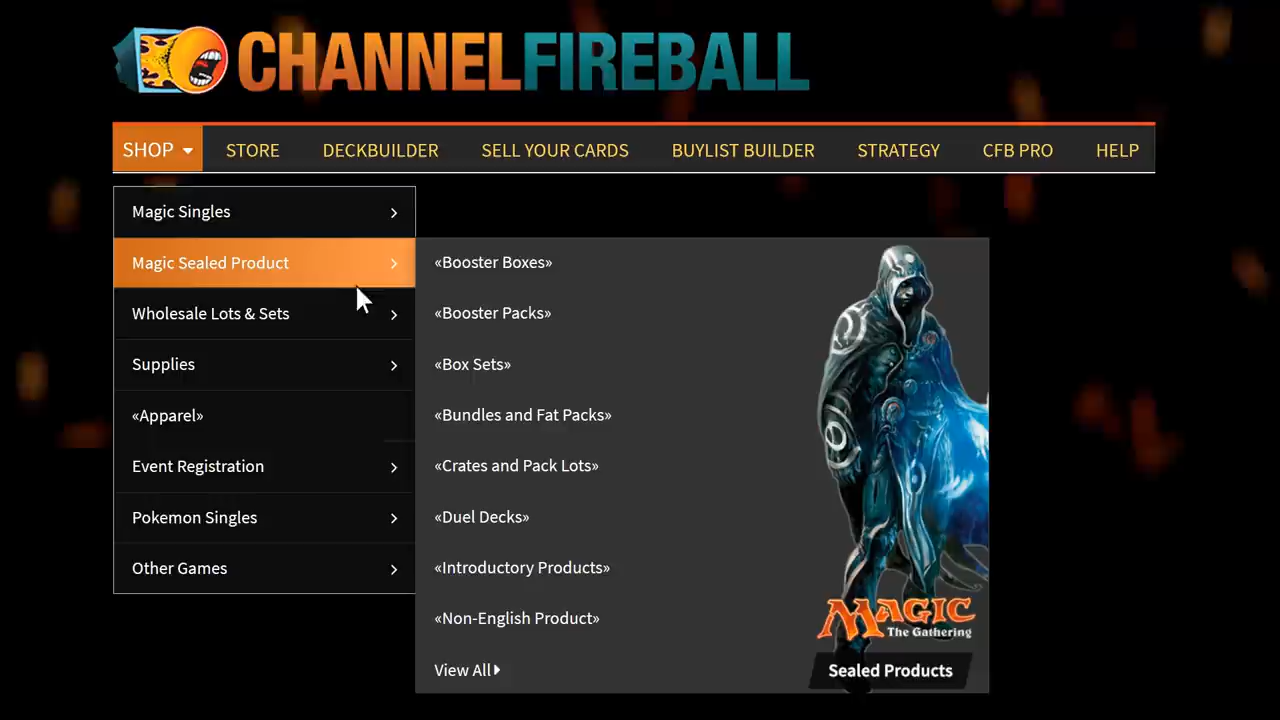 CHANNELFIREBALL
SHOP STORE DECKBUILDER SELL YOUR CARDS BUYLIST BUILDER STRATEGY CFB PRO HELP
Magic Singles
Magic Sealed Product
Wholesale Lots & Sets
Supplies
«Apparel»
Event Registration
Pokemon Singles
Other Games
«Booster Boxes»
«Booster Packs»
«Box Sets»
«Bundles and Fat Packs»
«Crates and Pack Lots»
«Duel Decks»
«Introductory Products»
«Non-English Product»
View All
MAGIC
The Gathering
Sealed Products